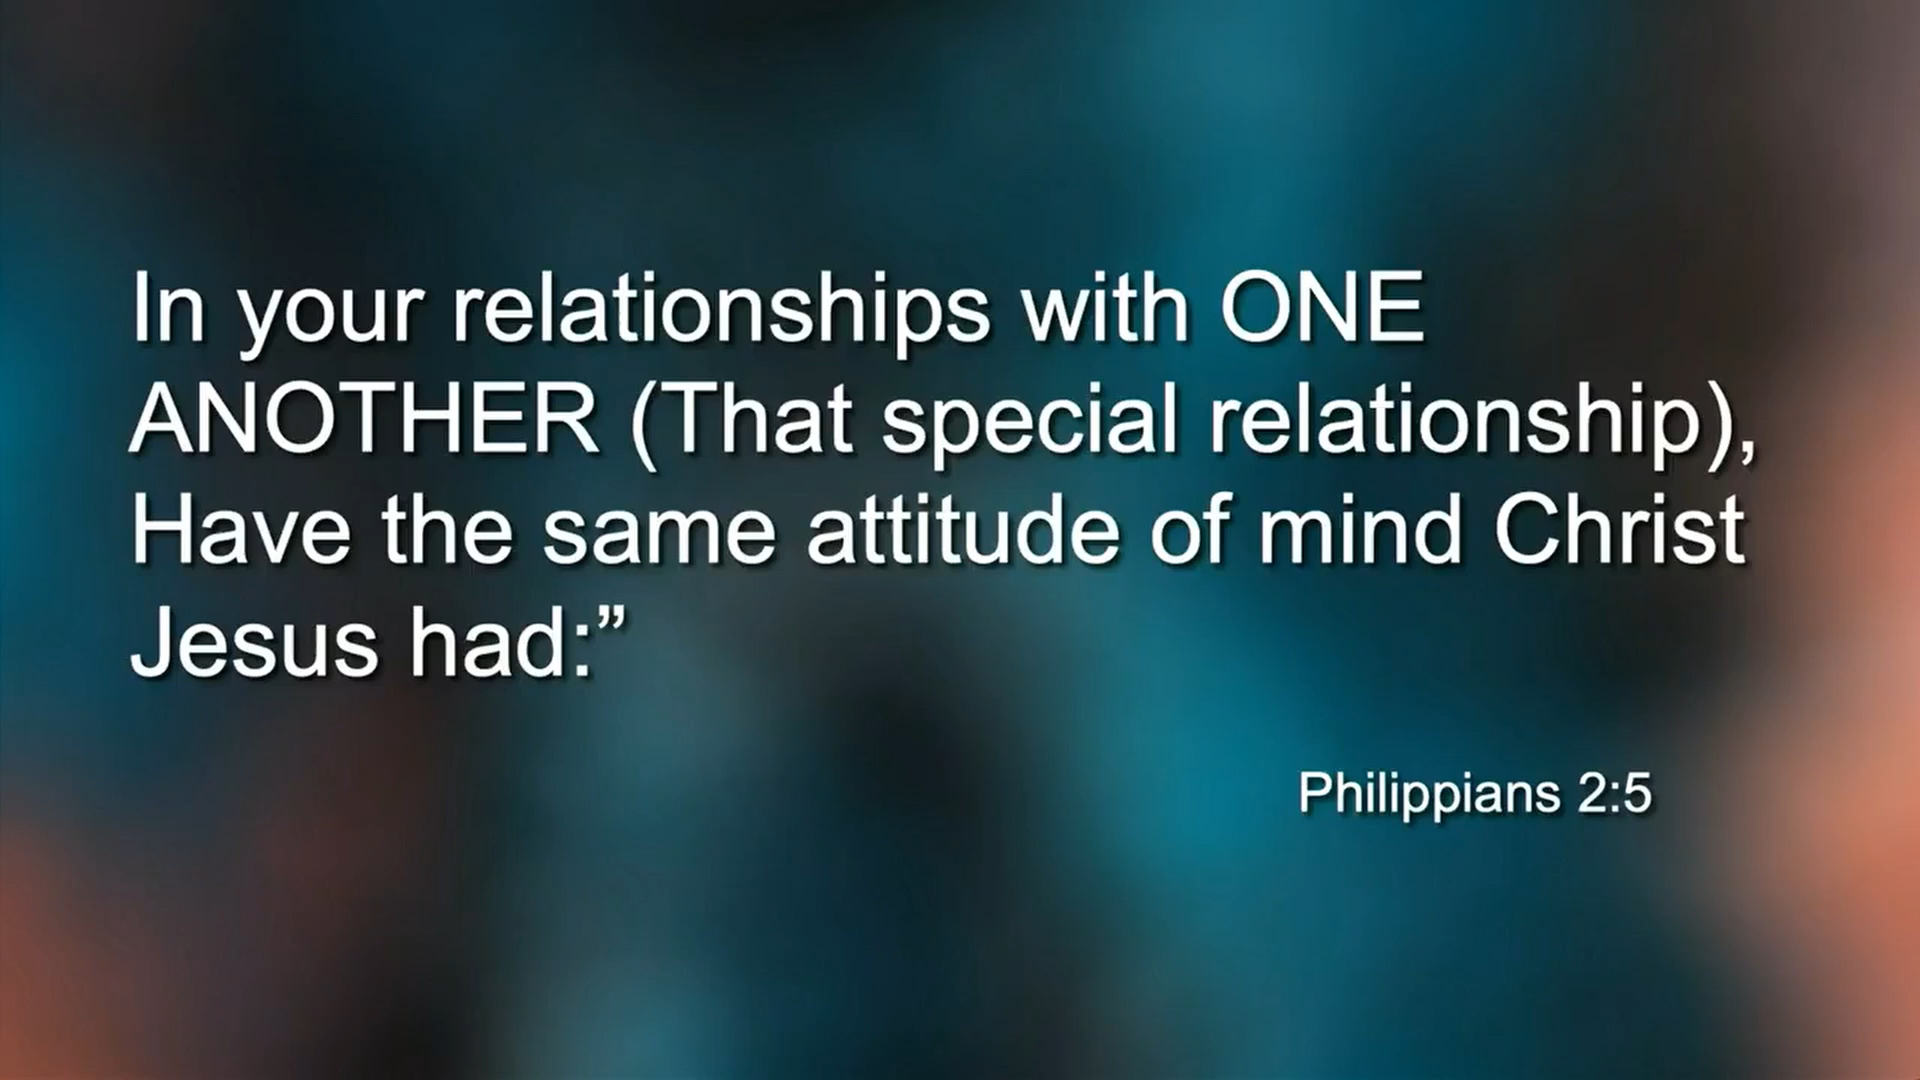 In your relationships with ONE
ANOTHER (That special relationship),
Have the same attitude of mind Christ
Jesus had:”
Philippians 2:5